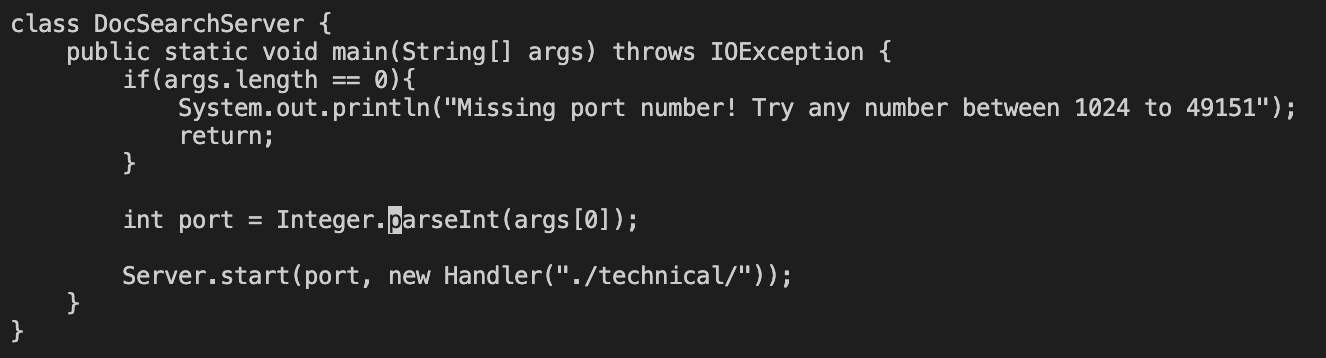 class DocSearchServer {
    public static void main(String[] args) throws IOException {
        if(args.length == 0){
            System.out.println("Missing port number! Try any number between 1024 to 49151");
            return;
        }

        int port = Integer.parseInt(args[0]);

        Server.start(port, new Handler("./technical/"));
    }
}